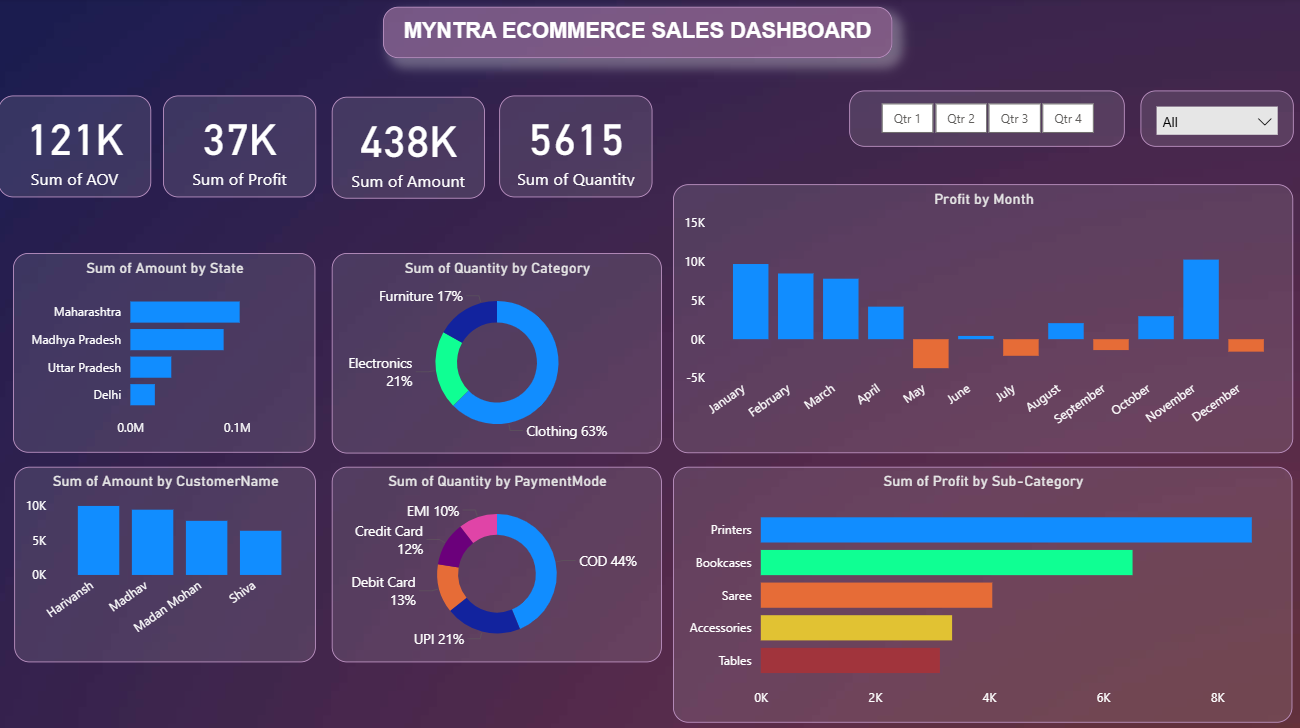 MYNTRA ECOMMERCE SALES DASHBOARD
121K
Sum of AOV
37K
Sum of Profit
438K
Sum of Amount
5615
Sum of Quantity
Qtr 1
Qtr 2
Qtr 3
Qtr 4
All
Sum of Amount by State
Maharashtra
Madhya Pradesh
Uttar Pradesh
Delhi
0.0M 0.1M
Sum of Quantity by Category
Furniture 17%
Electronics
21%
Clothing 63%
Profit by Month
15K
10K
5K
0K
-5K
January February March April May June July August September October November December
Sum of Amount by CustomerName
10K
5K
0K
Harivansh Madhav Madan Mohan Shiva
Sum of Quantity by PaymentMode
EMI 10%
Credit Card
12%
COD 44%
Debit Card
13%
UPI 21%
Sum of Profit by Sub-Category
Printers
Bookcases
Saree
Accessories
Tables
0K 2K 4K 6K 8K